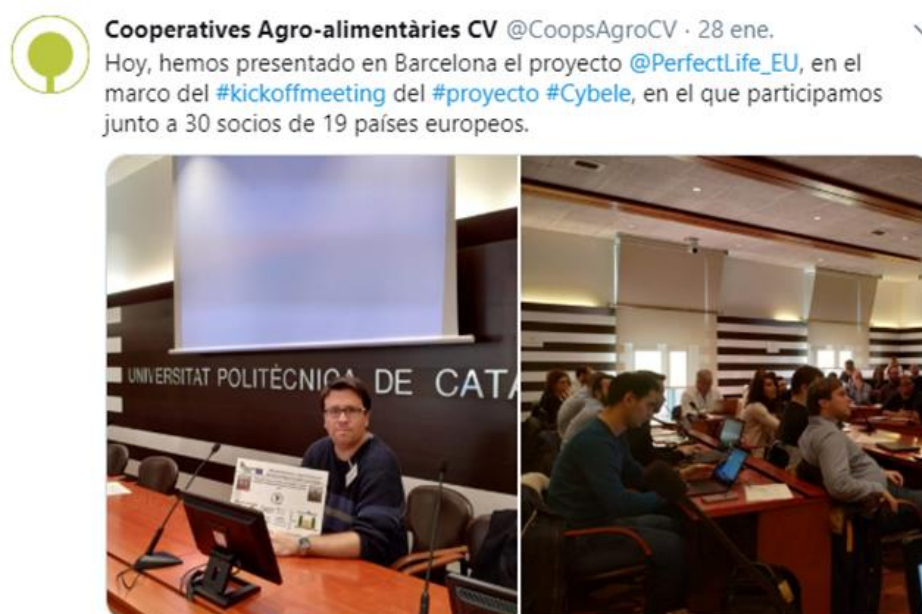 Cooperatives Agro-alimentàries CV @CoopsAgroCV · 28 ene.
Hoy, hemos presentado en Barcelona el proyecto @PerfectLife_EU, en el
marco del #kickoffmeeting del #proyecto #Cybele, en el que participamos
junto a 30 socios de 19 países europeos.
UNIVERSITAT POLITÈCNICA DE CATA